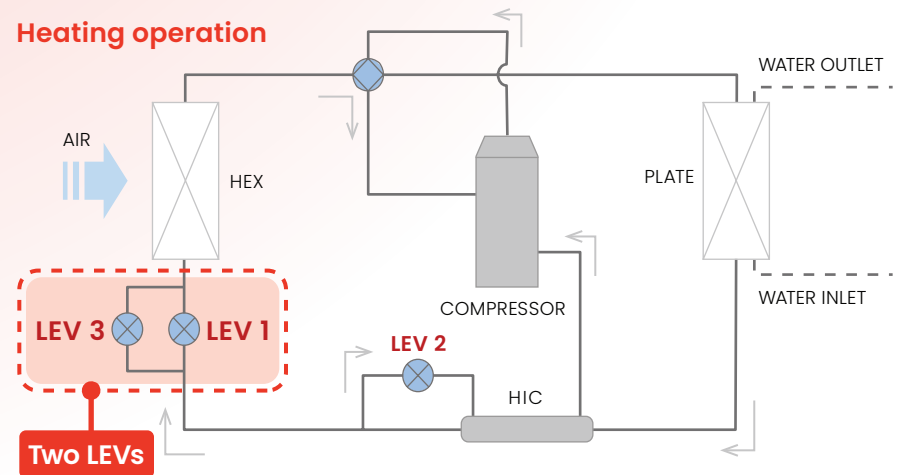 Heating operation
WATER OUTLET
AIR
HEX
PLATE
COMPRESSOR
WATER INLET
LEV 3
LEV 1
LEV 2
HIC
Two LEVs